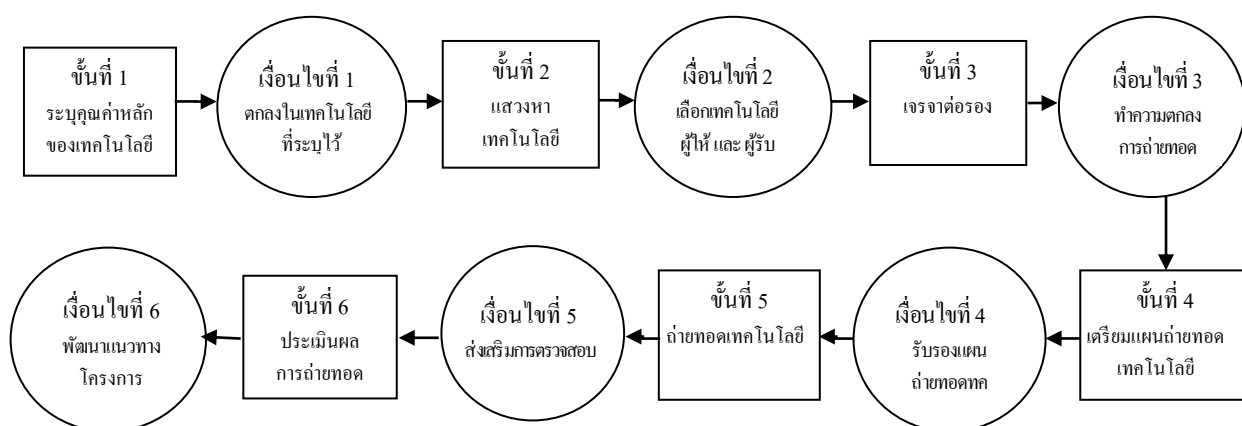 ขั้นที่ 1
ระบุคุณค่าหลัก
ของเทคโนโลยี
เงื่อนไขที่ 1
ตกลงในเทคโนโลยี
ที่ระบุไว้
ขั้นที่ 2
แสวงหา
เทคโนโลยี
เงื่อนไขที่ 2
เลือกเทคโนโลยี
ผู้ให้ และ ผู้รับ
ขั้นที่ 3
เจรจาต่อรอง
เงื่อนไขที่ 3
ทำความตกลง
การถ่ายทอด
ขั้นที่ 4
เตรียมแผนถ่ายทอด
เทคโนโลยี
เงื่อนไขที่ 4
รับรองแผน
ถ่ายทอดทค
ขั้นที่ 5
ถ่ายทอดเทคโนโลยี
เงื่อนไขที่ 5
ส่งเสริมการตรวจสอบ
ขั้นที่ 6
ประเมินผล
การถ่ายทอด
เงื่อนไขที่ 6
พัฒนาแนวทาง
โครงการ